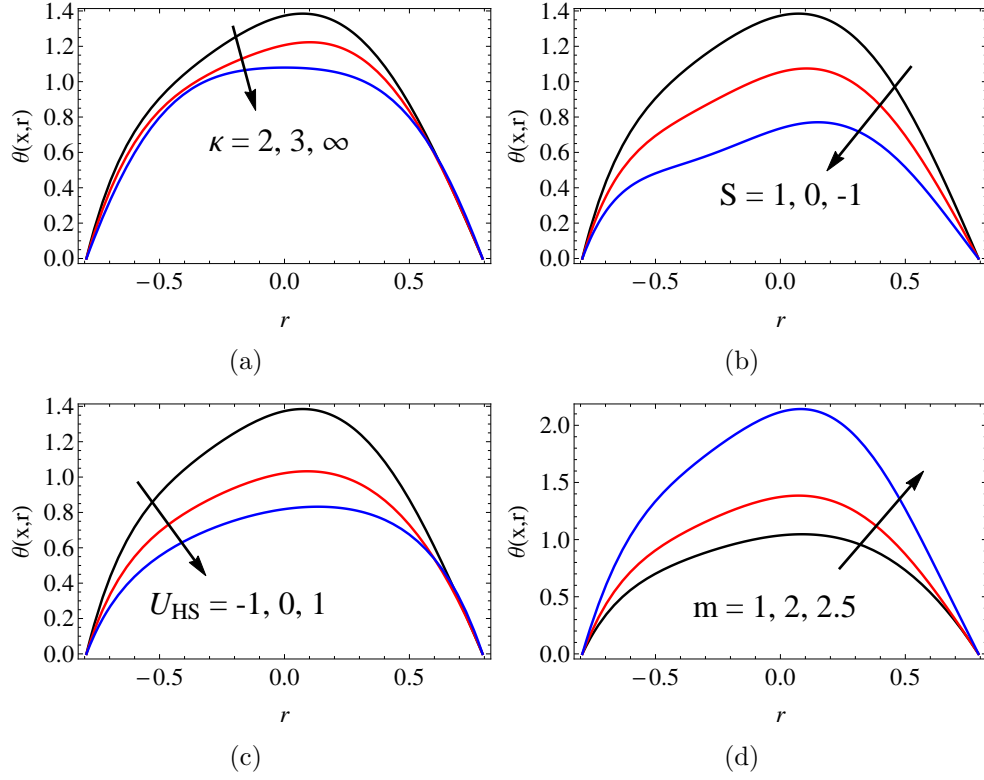 1.4
1.2
1.0
0.8
0.6
0.4
0.2
0.0
θ(x,r)
κ = 2, 3, ∞
−0.5 0.0 0.5
r
(a)
1.4
1.2
1.0
0.8
0.6
0.4
0.2
0.0
θ(x,r)
S = 1, 0, -1
−0.5 0.0 0.5
r
(b)
1.4
1.2
1.0
0.8
0.6
0.4
0.2
0.0
θ(x,r)
U_HS = -1, 0, 1
−0.5 0.0 0.5
r
(c)
2.0
1.5
1.0
0.5
0.0
θ(x,r)
m = 1, 2, 2.5
−0.5 0.0 0.5
r
(d)